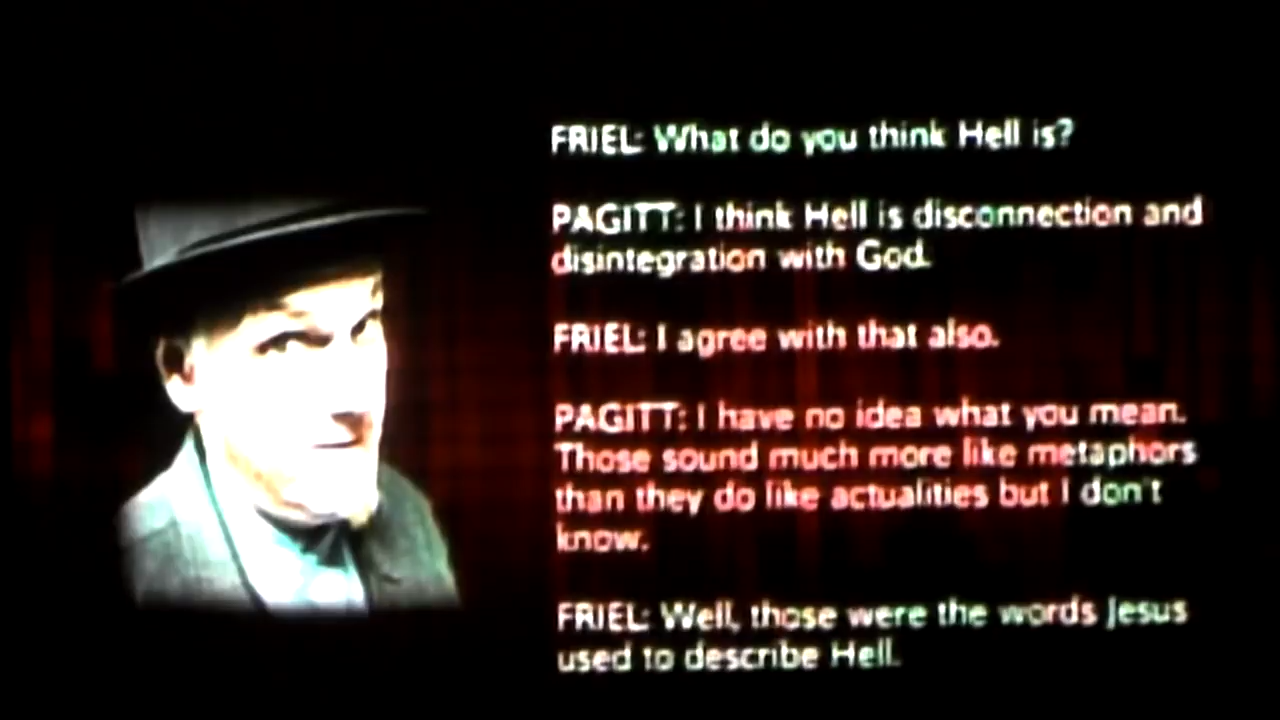 FRIEL: What do you think Hell is?
PAGITT: I think Hell is disconnection and
disintegration with God.
FRIEL: I agree with that also.
PAGITT: I have no idea what you mean.
Those sound much more like metaphors
than they do like actualities but I don't
know.
FRIEL: Well, those were the words Jesus
used to describe Hell.